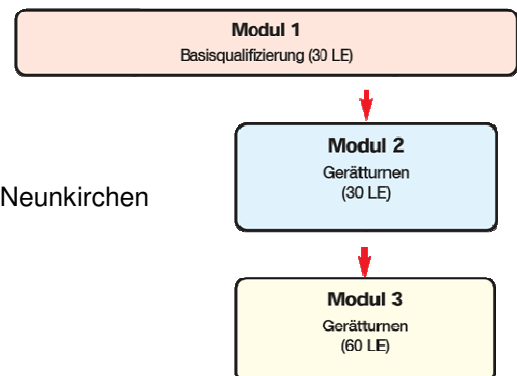 Modul 1
Basisqualifizierung (30 LE)
Modul 2
Gerätturnen
(30 LE)
Neunkirchen
Modul 3
Gerätturnen
(60 LE)